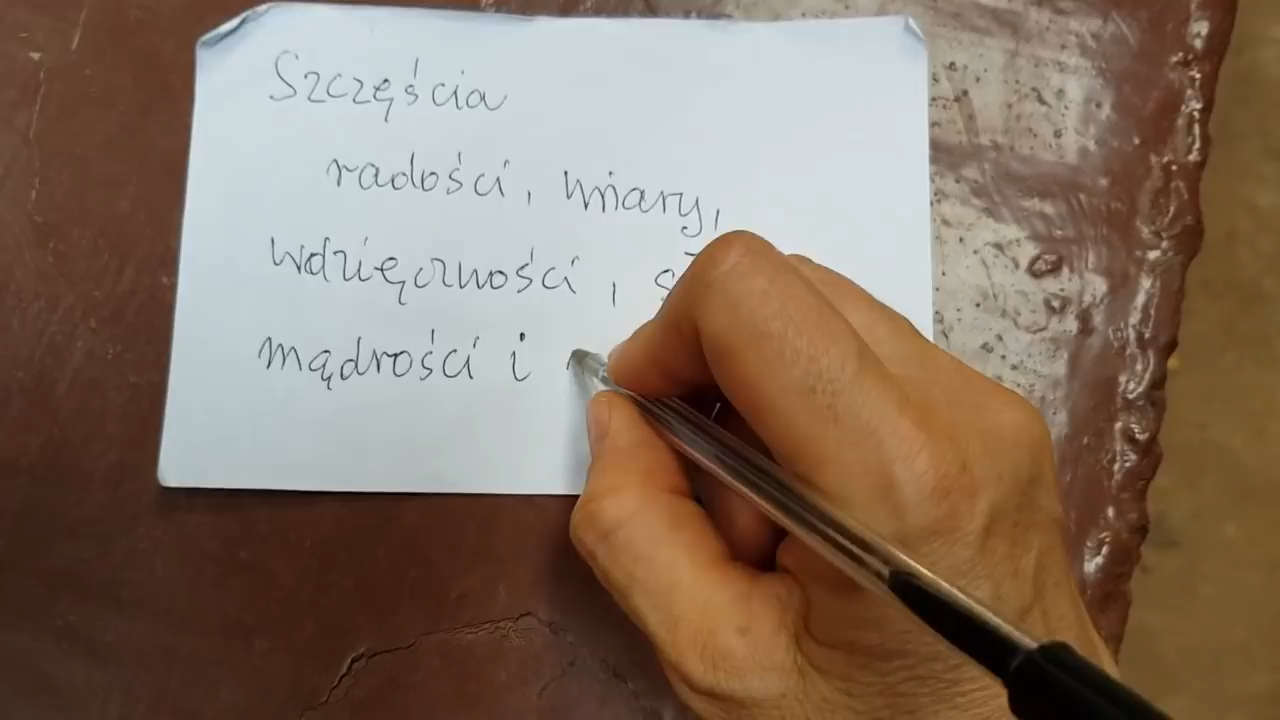 Szczęścia
radości, wiary,
wdzięczności,
mądrości i